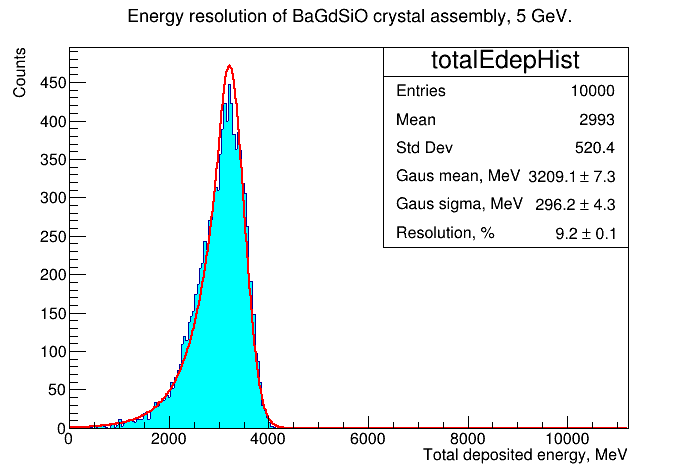 Energy resolution of BaGdSiO crystal assembly, 5 GeV.
Counts
totalEdepHist
Entries 10000
Mean 2993
Std Dev 520.4
Gaus mean, MeV 3209.1 ± 7.3
Gaus sigma, MeV 296.2 ± 4.3
Resolution, % 9.2 ± 0.1
450
400
350
300
250
200
150
100
50
0
0 2000 4000 6000 8000 10000
Total deposited energy, MeV